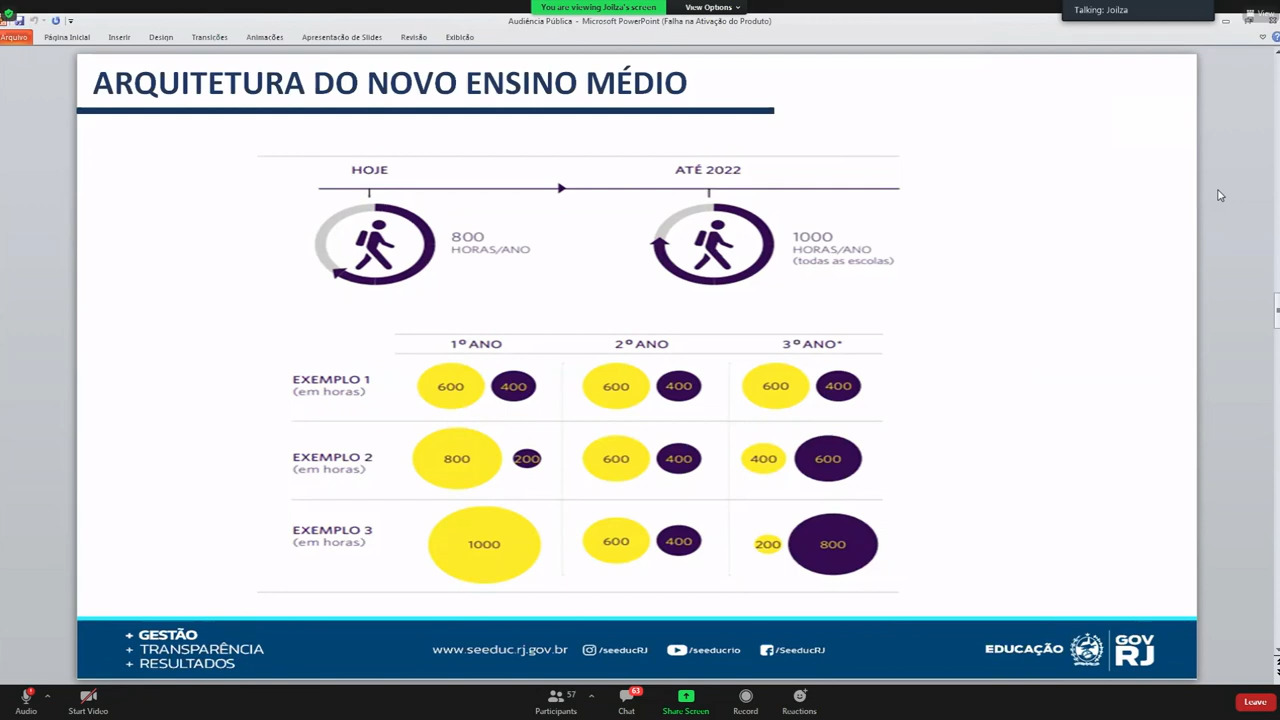 You are viewing Joilza's screen
View Options
Talking: Joilza
View
Audiência Pública - Microsoft PowerPoint (Falha na Ativação do Produto)
Arquivo Página Inicial Inserir Design Transições Animações Apresentação de Slides Revisão Exibição
ARQUITETURA DO NOVO ENSINO MÉDIO
HOJE ATÉ 2022
800 1000
HORAS/ANO HORAS/ANO
(todas as escolas)
1º ANO 2º ANO 3º ANO*
EXEMPLO 1
(em horas)
600 400 600 400 600 400
EXEMPLO 2
(em horas)
800 200 600 400 400 600
EXEMPLO 3
(em horas)
1000 600 400 200 800
+ GESTÃO
+ TRANSPARÊNCIA
+ RESULTADOS
www.seeduc.rj.gov.br /seeducRJ /seeducrio /SeeducRJ
EDUCAÇÃO
GOV
RJ
57 63
Audio Start Video Participants Chat Share Screen Record Reactions Leave